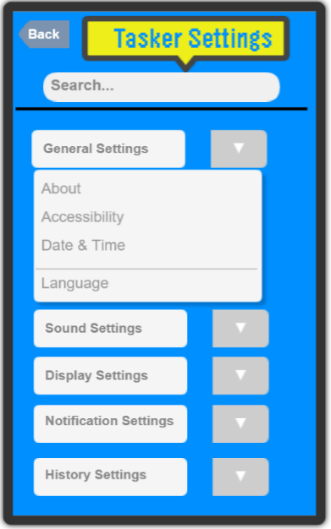 Back
Tasker Settings
Search...
General Settings
About
Accessibility
Date & Time
Language
Sound Settings
Display Settings
Notification Settings
History Settings